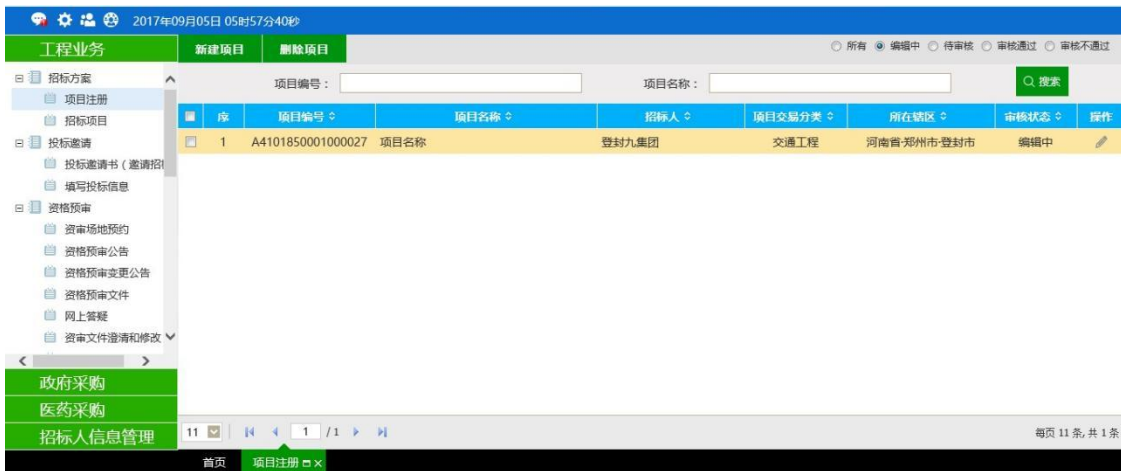 2017年09月05日 05时57分40秒
工程业务
新建项目 删除项目
所有 编辑中 待审核 审核通过 审核不通过
招标方案
项目注册
招标项目
投标邀请
投标邀请书（邀请招
填写投标信息
资格预审
资审场地预约
资格预审公告
资格预审变更公告
资格预审文件
网上答疑
资审文件澄清和修改
政府采购
医药采购
招标人信息管理
项目编号： 项目名称： 搜索
序 项目编号 项目名称 招标人 项目交易分类 所在辖区 审核状态 操作
1 A4101850001000027 项目名称 登封九集团 交通工程 河南省·郑州市·登封市 编辑中
11 1 /1 每页 11 条, 共 1 条
首页 项目注册